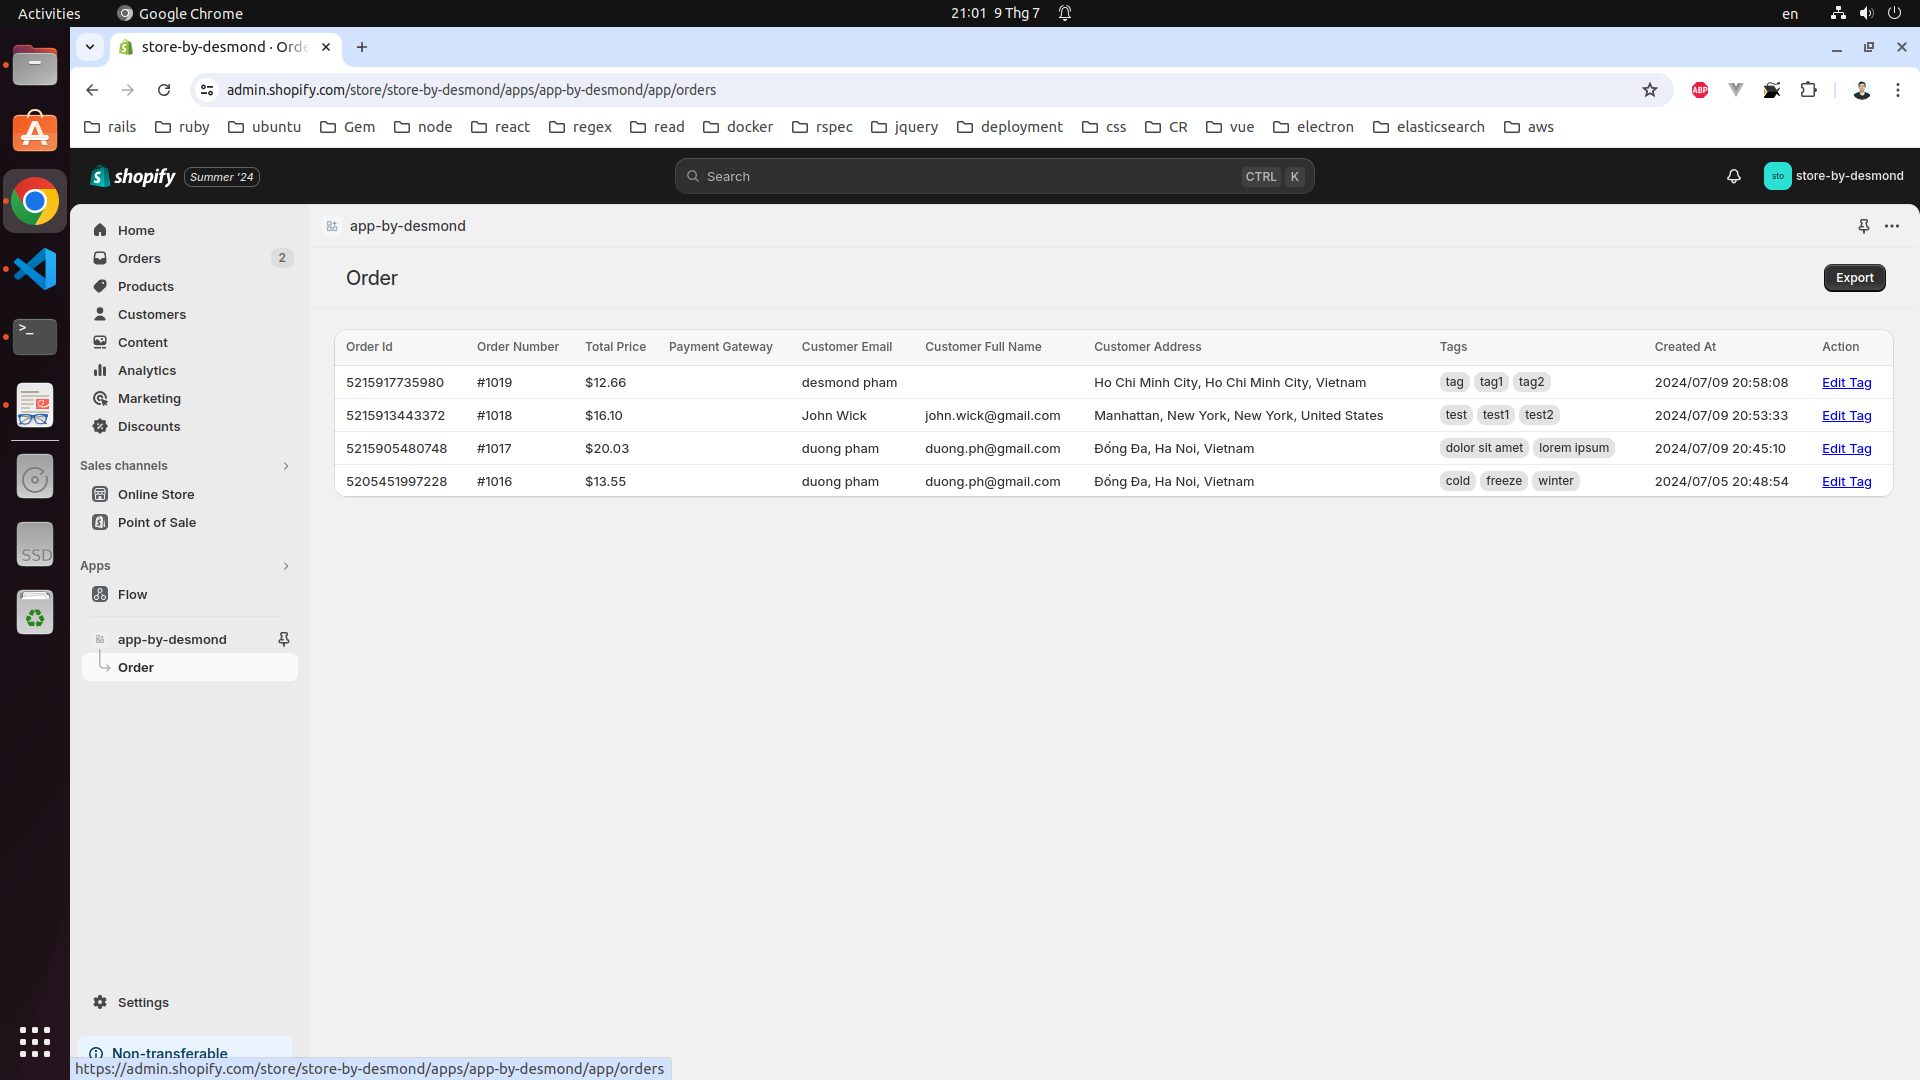 Activities Google Chrome 21:01 9 Thg 7 en
store-by-desmond · Orde
admin.shopify.com/store/store-by-desmond/apps/app-by-desmond/app/orders ABP
rails ruby ubuntu Gem node react regex read docker rspec jquery deployment css CR vue electron elasticsearch aws
shopify Summer '24 Search CTRL K sto store-by-desmond
Home
Orders 2
Products
Customers
Content
Analytics
Marketing
Discounts
Sales channels
Online Store
Point of Sale
Apps
Flow
app-by-desmond
Order
Settings
Non-transferable
https://admin.shopify.com/store/store-by-desmond/apps/app-by-desmond/app/orders
SSD
app-by-desmond
Order Export
Order Id Order Number Total Price Payment Gateway Customer Email Customer Full Name Customer Address Tags Created At Action
5215917735980 #1019 $12.66 desmond pham Ho Chi Minh City, Ho Chi Minh City, Vietnam tag tag1 tag2 2024/07/09 20:58:08 Edit Tag
5215913443372 #1018 $16.10 John Wick john.wick@gmail.com Manhattan, New York, New York, United States test test1 test2 2024/07/09 20:53:33 Edit Tag
5215905480748 #1017 $20.03 duong pham duong.ph@gmail.com Đống Đa, Ha Noi, Vietnam dolor sit amet lorem ipsum 2024/07/09 20:45:10 Edit Tag
5205451997228 #1016 $13.55 duong pham duong.ph@gmail.com Đống Đa, Ha Noi, Vietnam cold freeze winter 2024/07/05 20:48:54 Edit Tag